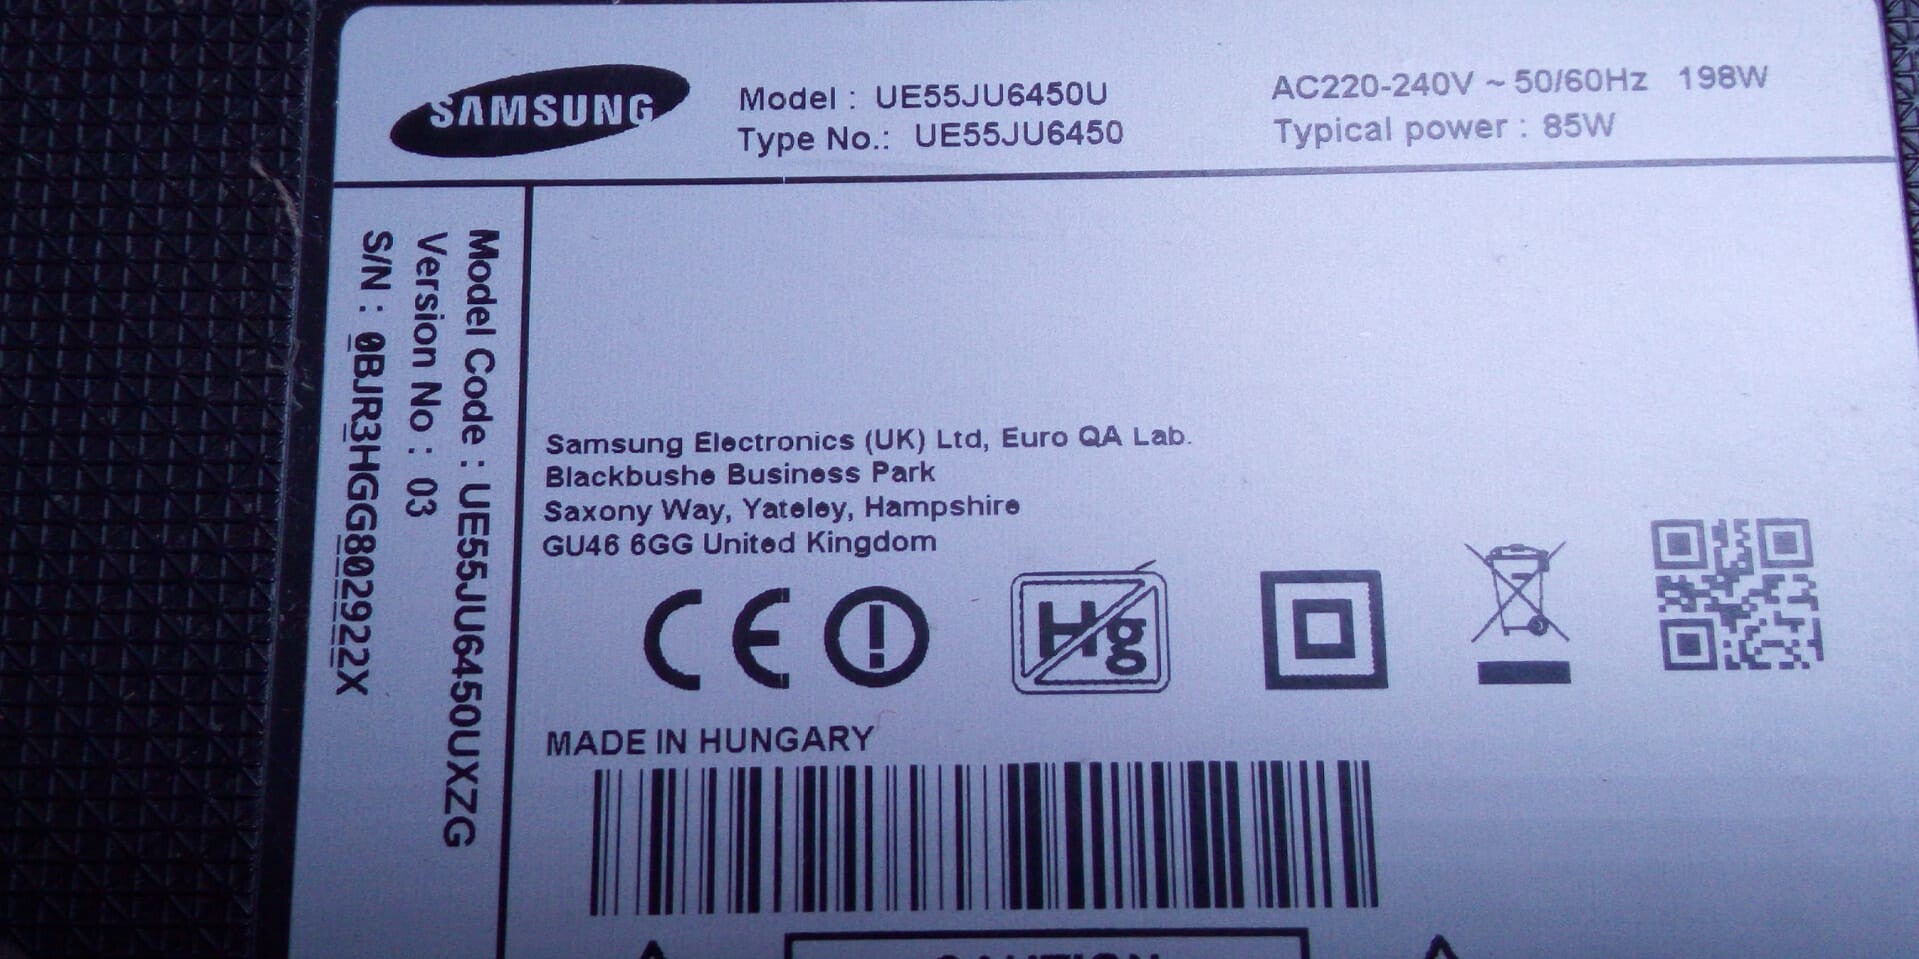 SAMSUNG
Model : UE55JU6450U
Type No.: UE55JU6450
AC220-240V ~ 50/60Hz 198W
Typical power : 85W
Model Code : UE55JU6450UXZG
Version No : 03
S/N : 0BJR3HGG802922X
Samsung Electronics (UK) Ltd, Euro QA Lab.
Blackbushe Business Park
Saxony Way, Yateley, Hampshire
GU46 6GG United Kingdom
CE
Hg
MADE IN HUNGARY